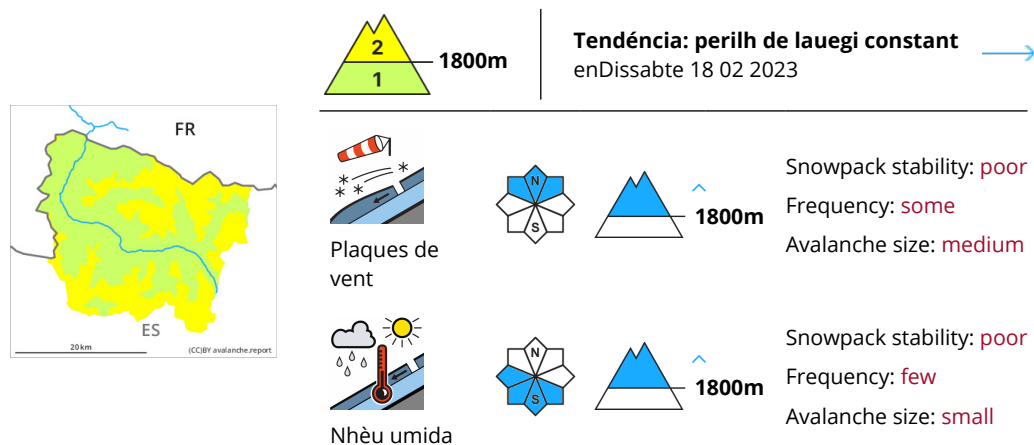 2
1
1800m
Tendéncia: perilh de lauegi constant
enDissabte 18 02 2023
FR
ES
20 km
(CC)BY avalanche.report
N
S
1800m
Plaques de
vent
Snowpack stability: poor
Frequency: some
Avalanche size: medium
N
S
1800m
Nhèu umida
Snowpack stability: poor
Frequency: few
Avalanche size: small